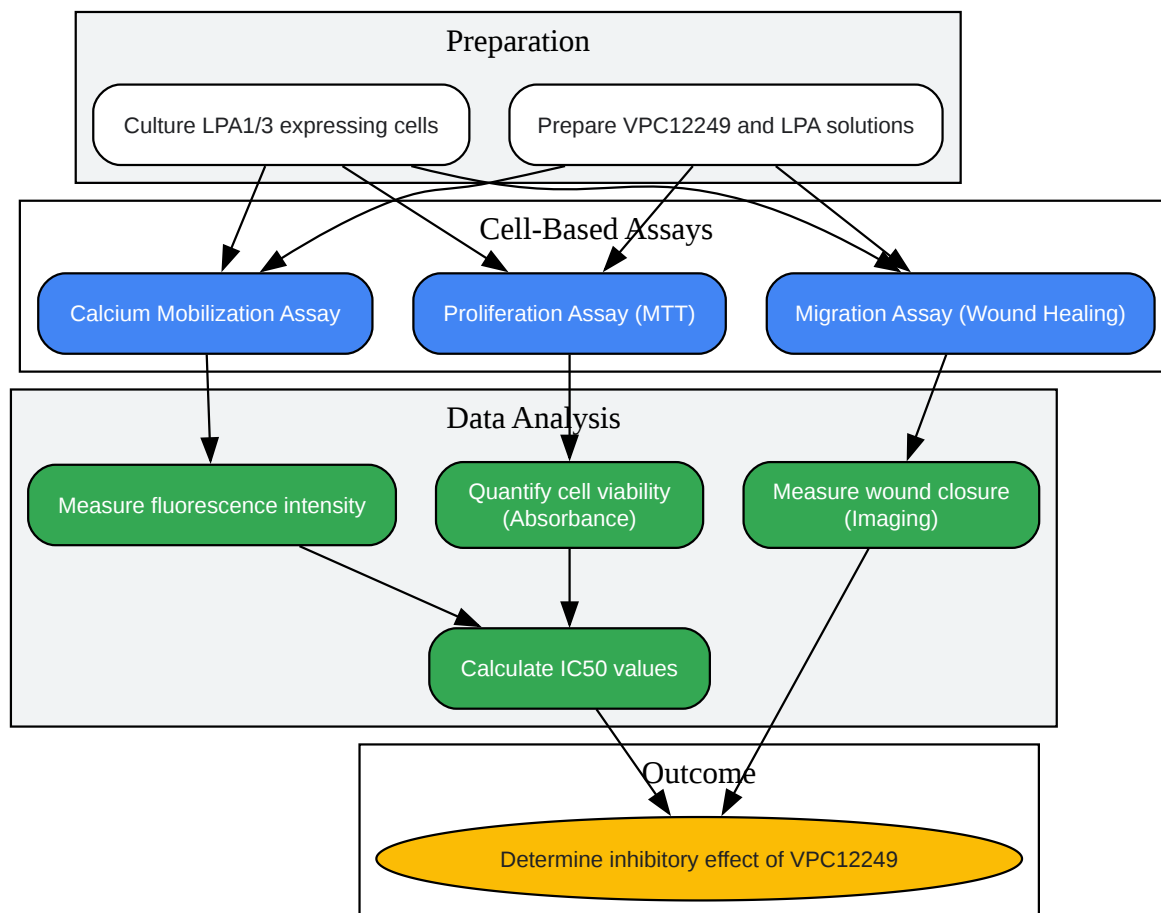 Preparation
Culture LPA1/3 expressing cells
Prepare VPC12249 and LPA solutions
Cell-Based Assays
Calcium Mobilization Assay
Proliferation Assay (MTT)
Migration Assay (Wound Healing)
Data Analysis
Measure fluorescence intensity
Quantify cell viability
(Absorbance)
Measure wound closure
(Imaging)
Calculate IC50 values
Outcome
Determine inhibitory effect of VPC12249